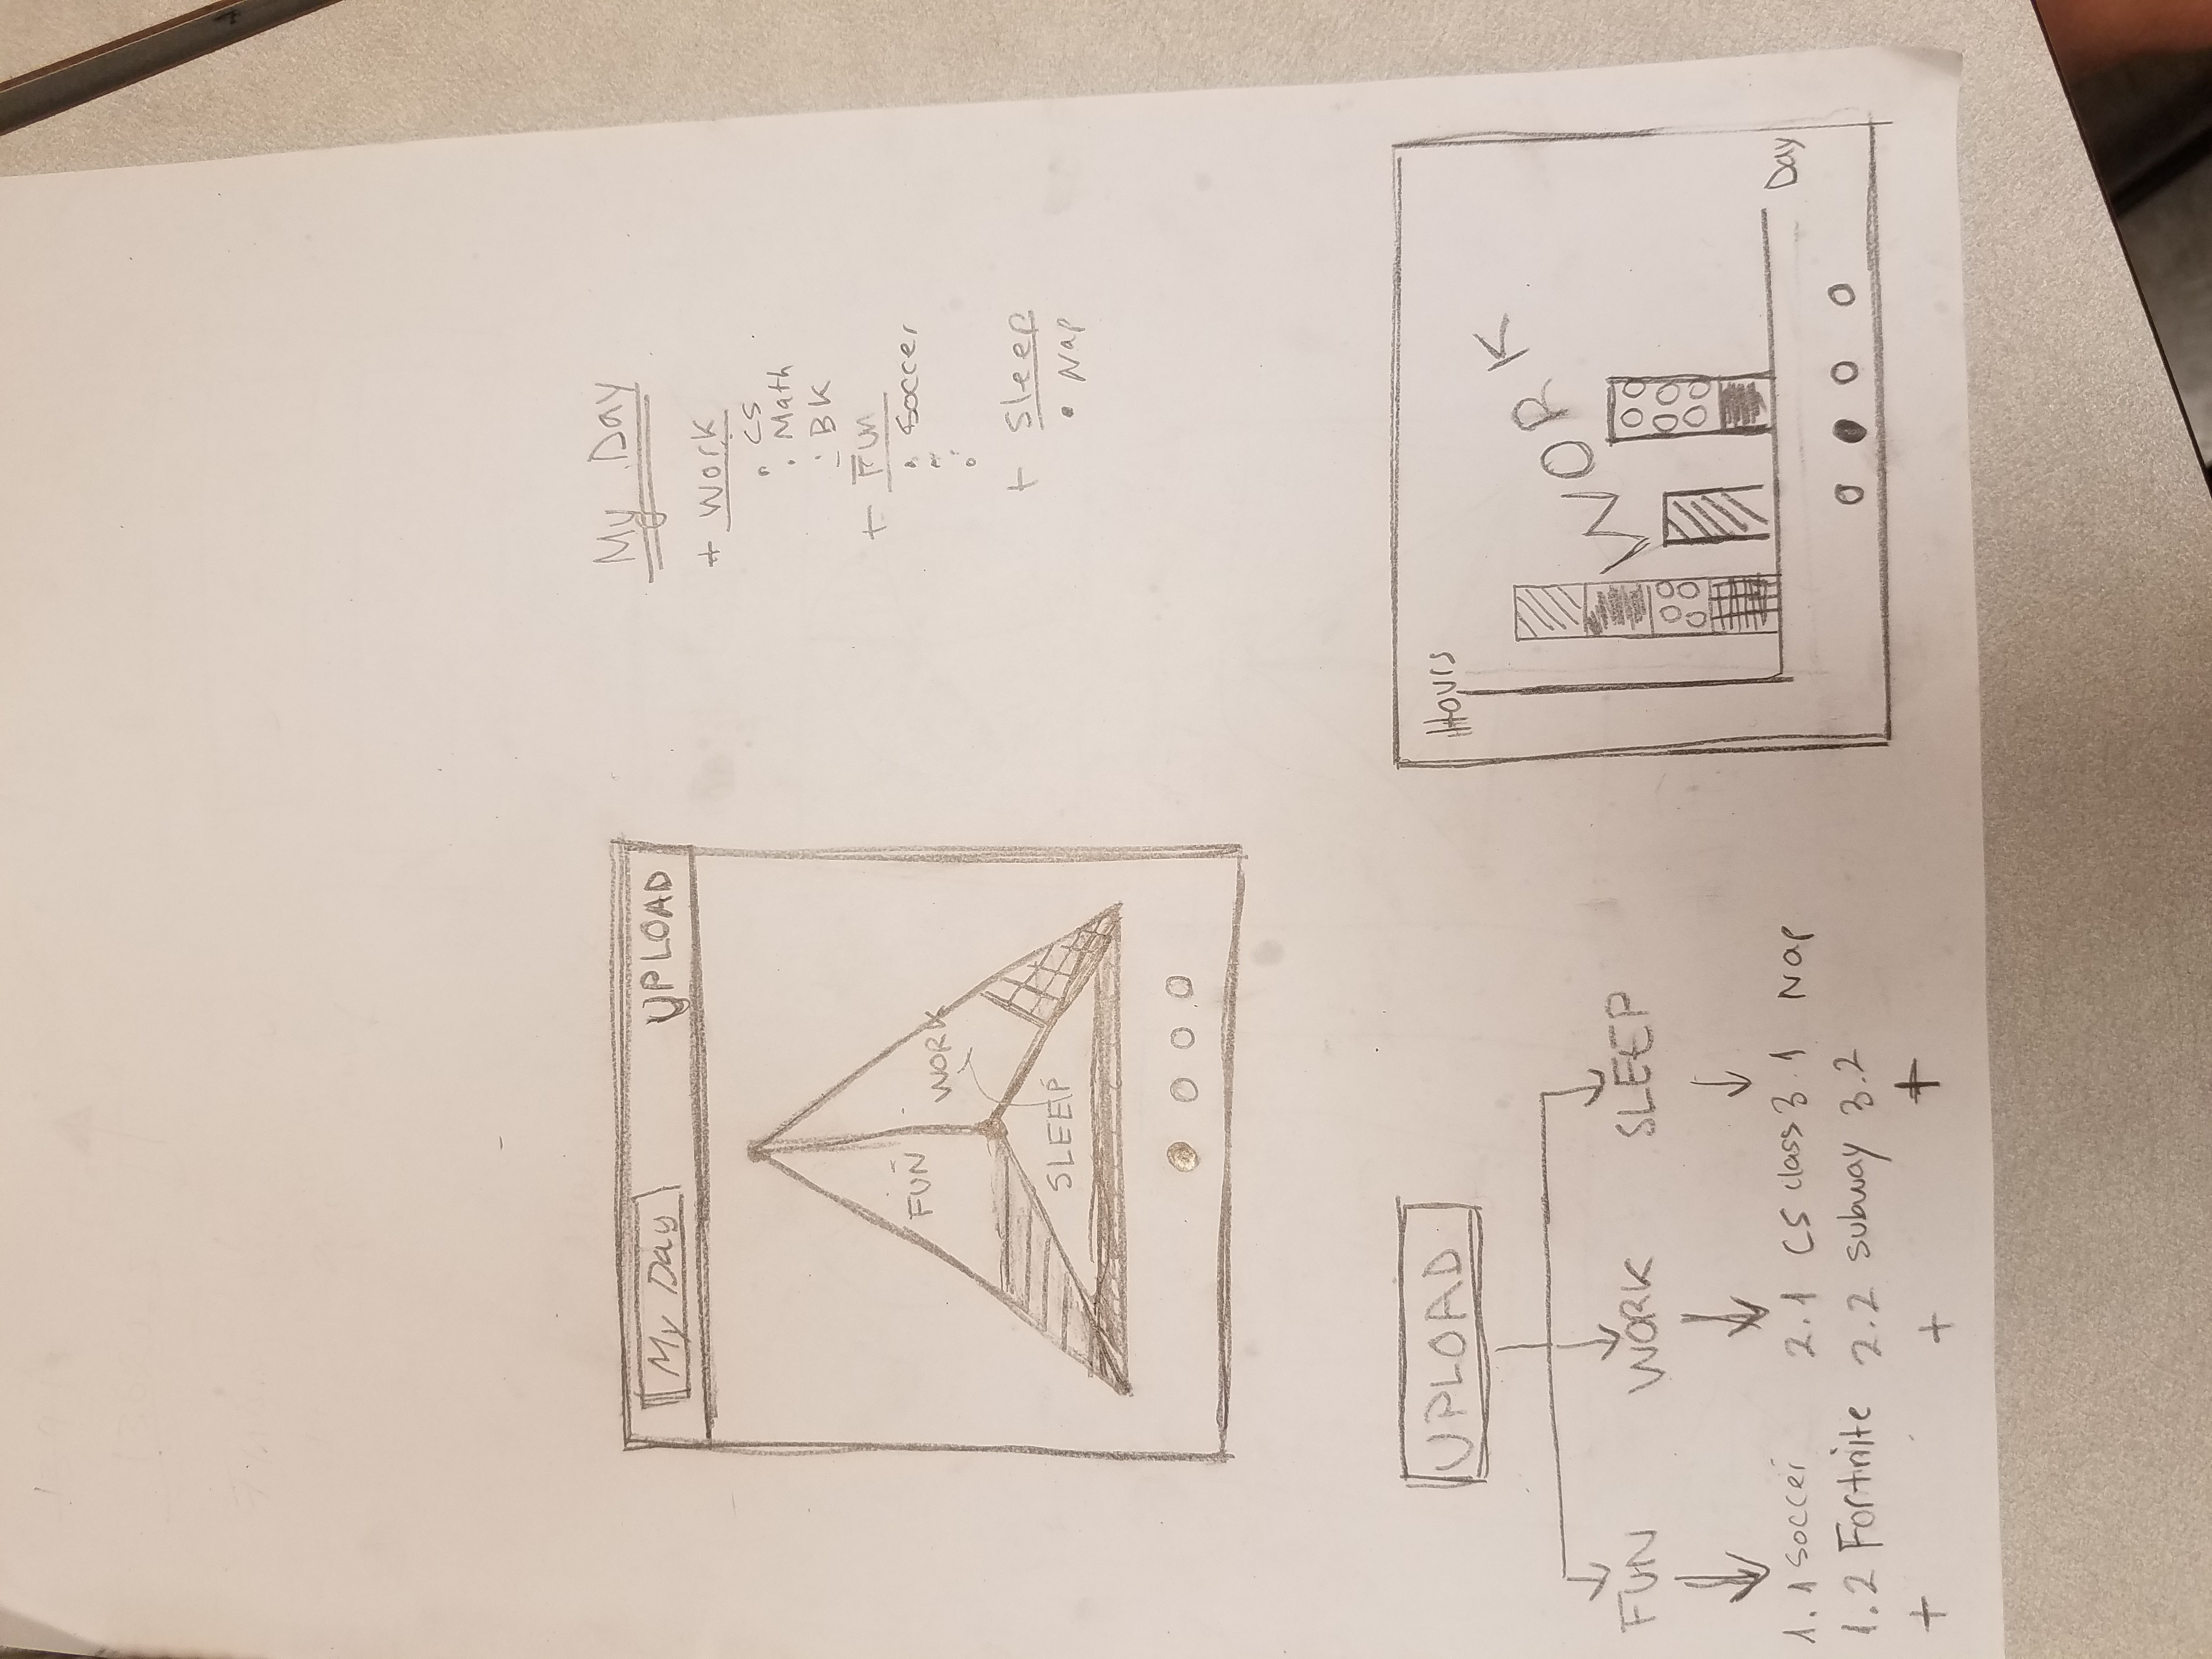 My Day UPLOAD
FUN
WORK
SLEEP
My Day
+ Work
• CS
• Math
• BK
+ Fun
• Soccer
+ Sleep
• Nap
UPLOAD
FUN WORK SLEEP
1.1 soccer 2.1 CS class 3.1 Nap
1.2 Fortnite 2.2 subway 3.2
+ + +
Hours
WORK
Day